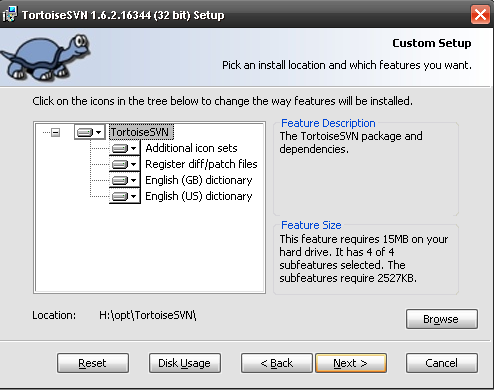 TortoiseSVN 1.6.2.16344 (32 bit) Setup
Custom Setup
Pick an install location and which features you want.
Click on the icons in the tree below to change the way features will be installed.
TortoiseSVN
Additional icon sets
Register diff/patch files
English (GB) dictionary
English (US) dictionary
Feature Description
The TortoiseSVN package and
dependencies.
Feature Size
This feature requires 15MB on your
hard drive. It has 4 of 4
subfeatures selected. The
subfeatures require 2527KB.
Location: H:\opt\TortoiseSVN\
Browse
Reset
Disk Usage
< Back
Next >
Cancel